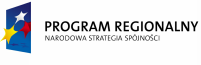 PROGRAM REGIONALNY
NARODOWA STRATEGIA SPÓJNOŚCI